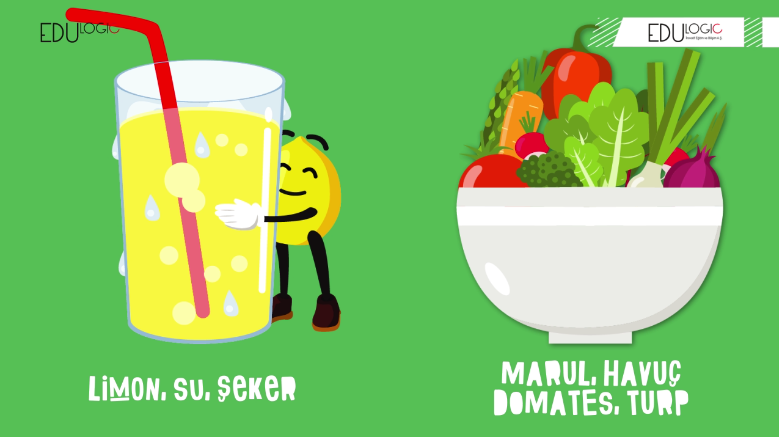 EDULOGIC
EDULOGIC
LİMON, SU, ŞEKER
MARUL, HAVUÇ
DOMATES, TURP